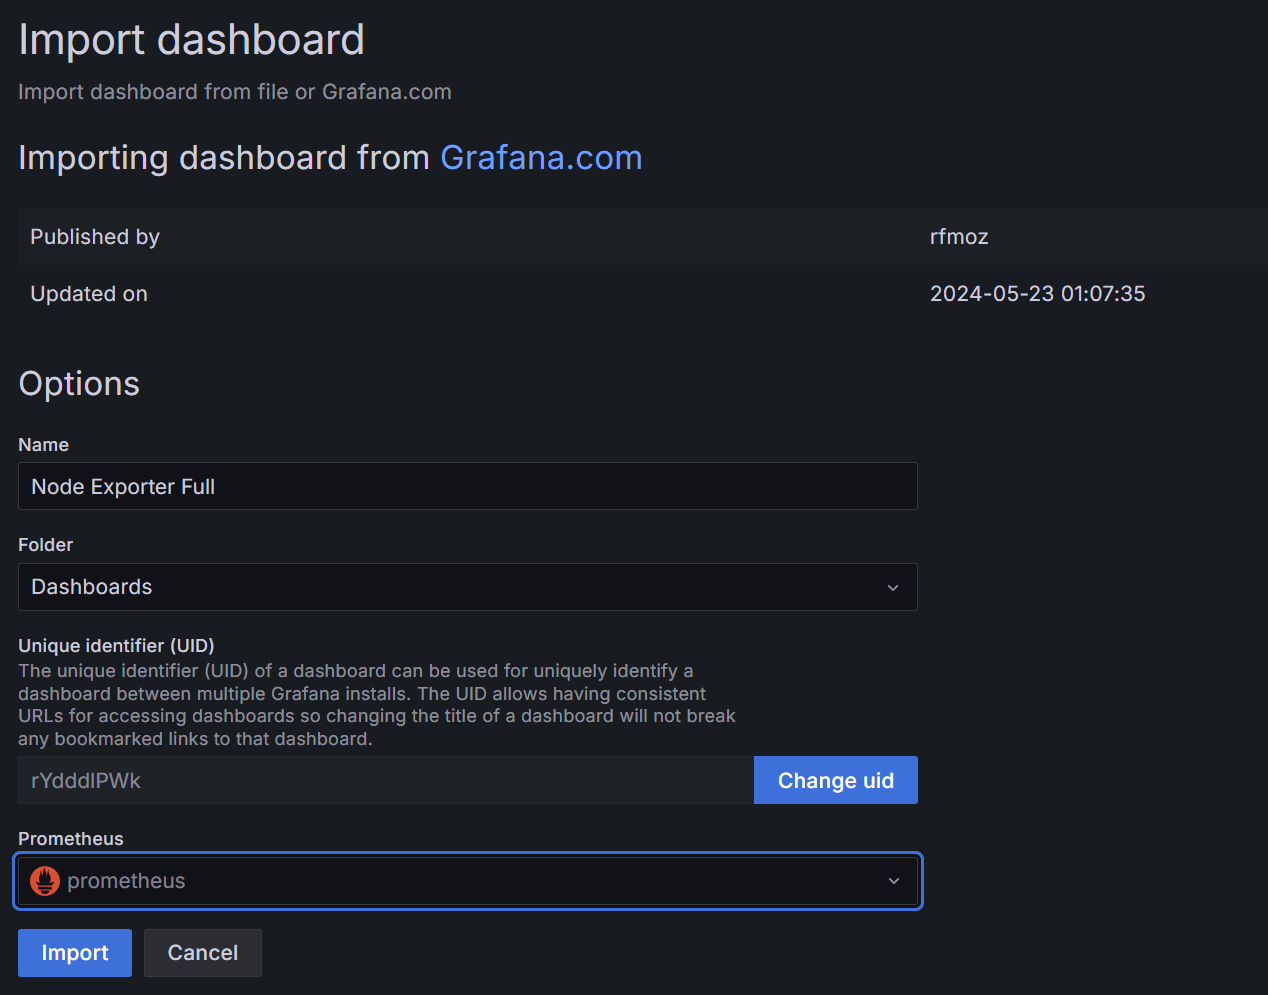 Import dashboard
Import dashboard from file or Grafana.com
Importing dashboard from Grafana.com
Published by rfmoz
Updated on 2024-05-23 01:07:35
Options
Name
Node Exporter Full
Folder
Dashboards
Unique identifier (UID)
The unique identifier (UID) of a dashboard can be used for uniquely identify a
dashboard between multiple Grafana installs. The UID allows having consistent
URLs for accessing dashboards so changing the title of a dashboard will not break
any bookmarked links to that dashboard.
rYdddlPWk
Change uid
Prometheus
prometheus
Import Cancel